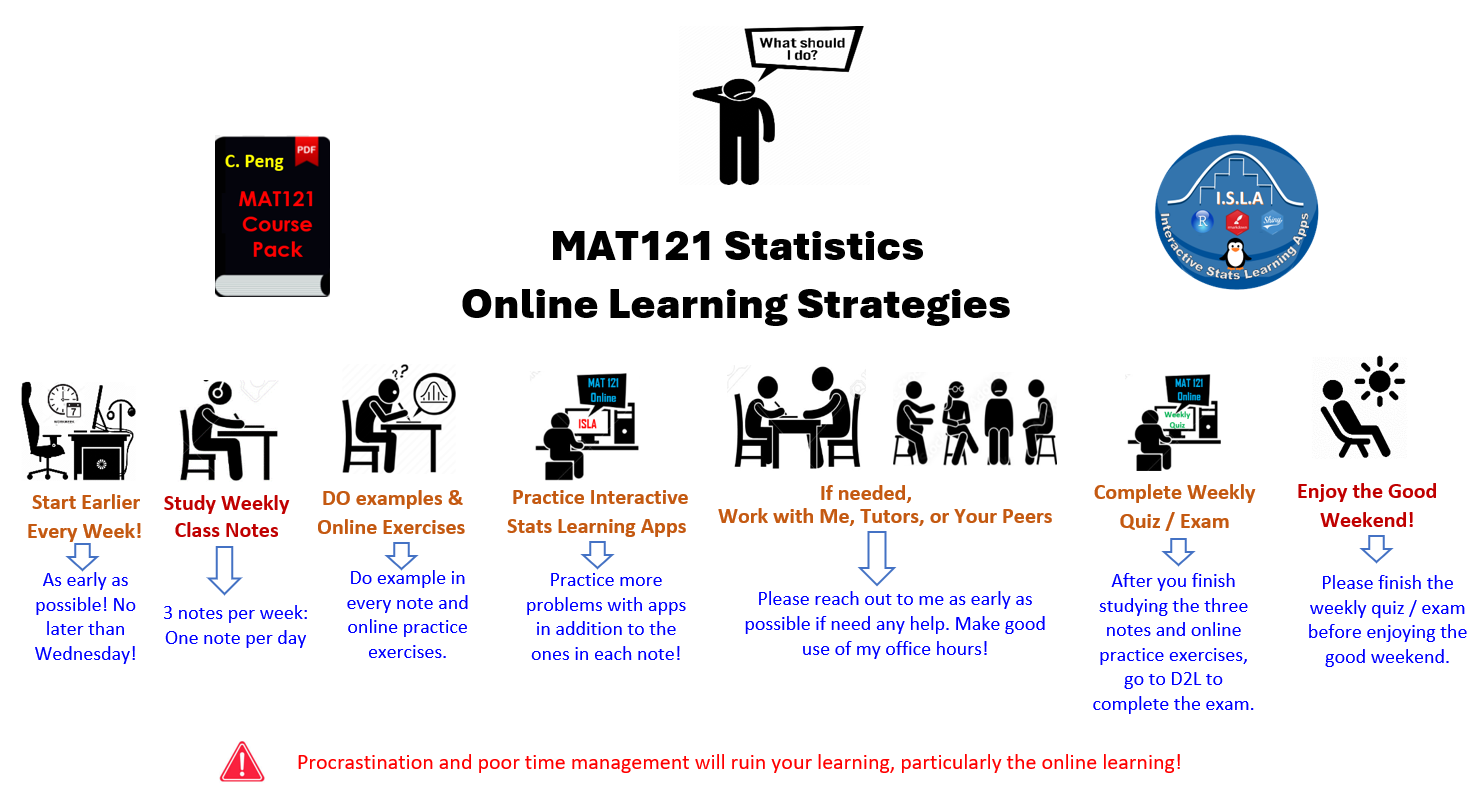 What should
I do?
C. Peng
PDF
MAT121
Course
Pack
I.S.L.A
R
Shiny
Interactive Stats Learning Apps
MAT121 Statistics
Online Learning Strategies
7
??
MAT 121
Online
ISLA
MAT 121
Online
Weekly
Quiz
Start Earlier
Every Week!
As early as
possible! No
later than
Wednesday!
Study Weekly
Class Notes
3 notes per week:
One note per day
DO examples &
Online Exercises
Do example in
every note and
online practice
exercises.
Practice Interactive
Stats Learning Apps
Practice more
problems with apps
in addition to the
ones in each note!
If needed,
Work with Me, Tutors, or Your Peers
Please reach out to me as early as
possible if need any help. Make good
use of my office hours!
Complete Weekly
Quiz / Exam
After you finish
studying the three
notes and online
practice exercises,
go to D2L to
complete the exam.
Enjoy the Good
Weekend!
Please finish the
weekly quiz / exam
before enjoying the
good weekend.
Procrastination and poor time management will ruin your learning, particularly the online learning!